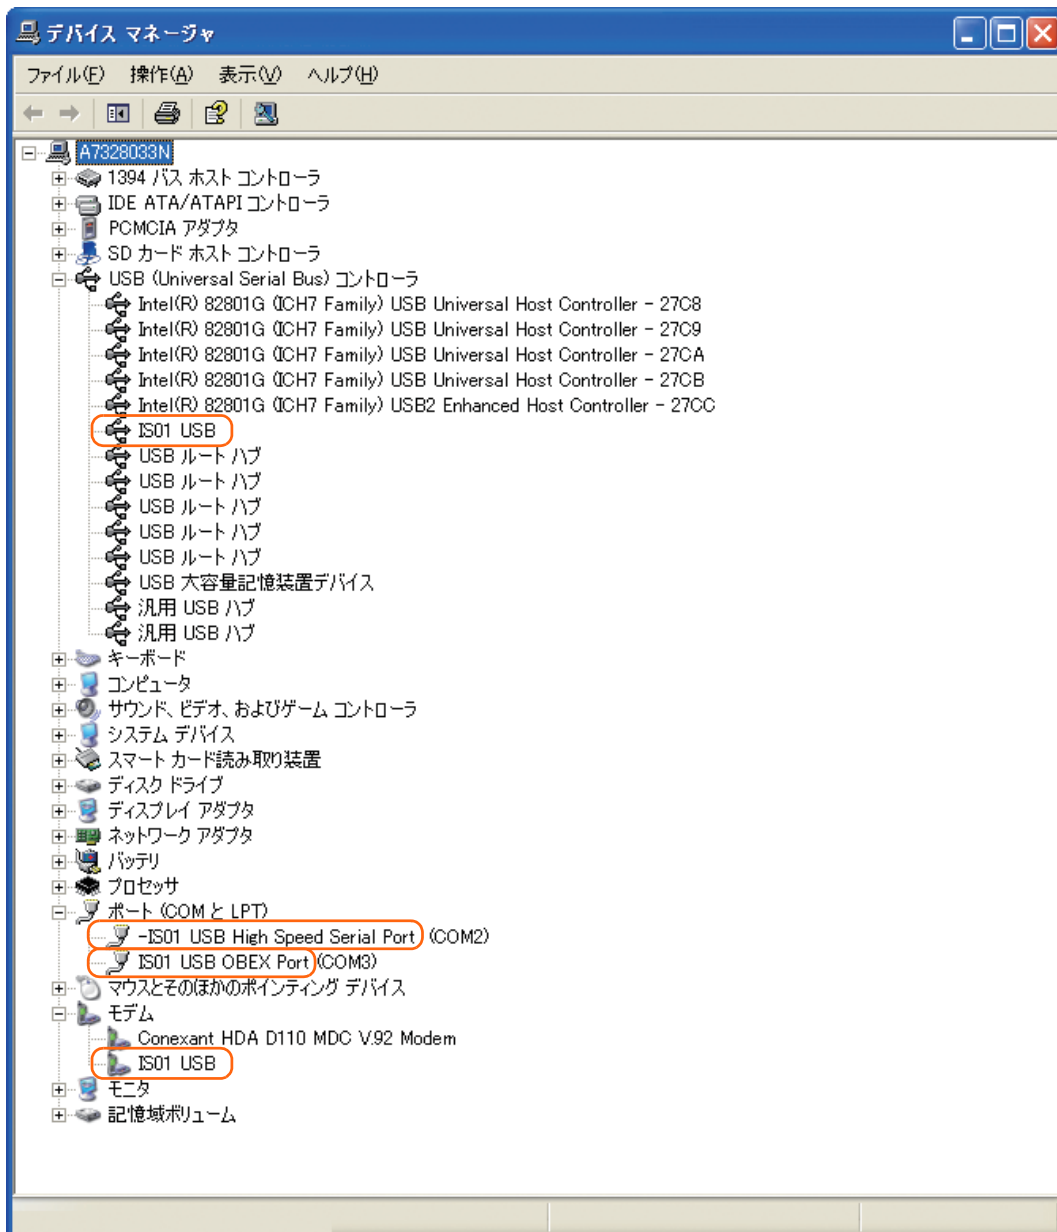 デバイス マネージャ
ファイル(F) 操作(A) 表示(V) ヘルプ(H)
A7328033N
1394 バス ホスト コントローラ
IDE ATA/ATAPI コントローラ
PCMCIA アダプタ
SD カード ホスト コントローラ
USB (Universal Serial Bus) コントローラ
Intel(R) 82801G (ICH7 Family) USB Universal Host Controller - 27C8
Intel(R) 82801G (ICH7 Family) USB Universal Host Controller - 27C9
Intel(R) 82801G (ICH7 Family) USB Universal Host Controller - 27CA
Intel(R) 82801G (ICH7 Family) USB Universal Host Controller - 27CB
Intel(R) 82801G (ICH7 Family) USB2 Enhanced Host Controller - 27CC
IS01 USB
USB ルート ハブ
USB ルート ハブ
USB ルート ハブ
USB ルート ハブ
USB ルート ハブ
USB 大容量記憶装置デバイス
汎用 USB ハブ
汎用 USB ハブ
キーボード
コンピュータ
サウンド、ビデオ、およびゲーム コントローラ
システム デバイス
スマート カード読み取り装置
ディスク ドライブ
ディスプレイ アダプタ
ネットワーク アダプタ
バッテリ
プロセッサ
ポート (COM と LPT)
-IS01 USB High Speed Serial Port (COM2)
IS01 USB OBEX Port (COM3)
マウスとそのほかのポインティング デバイス
モデム
Conexant HDA D110 MDC V.92 Modem
IS01 USB
モニタ
記憶域ボリューム